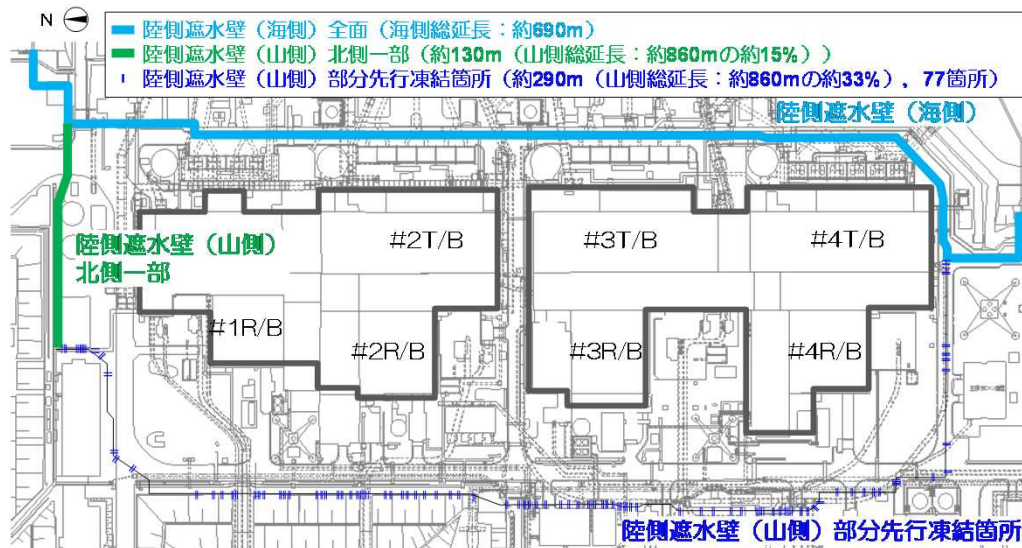 N
陸側遮水壁（海側）全面（海側総延長：約690m）
陸側遮水壁（山側）北側一部（約130m（山側総延長：約860mの約15%））
陸側遮水壁（山側）部分先行凍結箇所（約290m（山側総延長：約860mの約33%），77箇所）
陸側遮水壁（海側）
#2T/B
#3T/B
#4T/B
陸側遮水壁（山側）
北側一部
#1R/B
#2R/B
#3R/B
#4R/B
陸側遮水壁（山側）部分先行凍結箇所